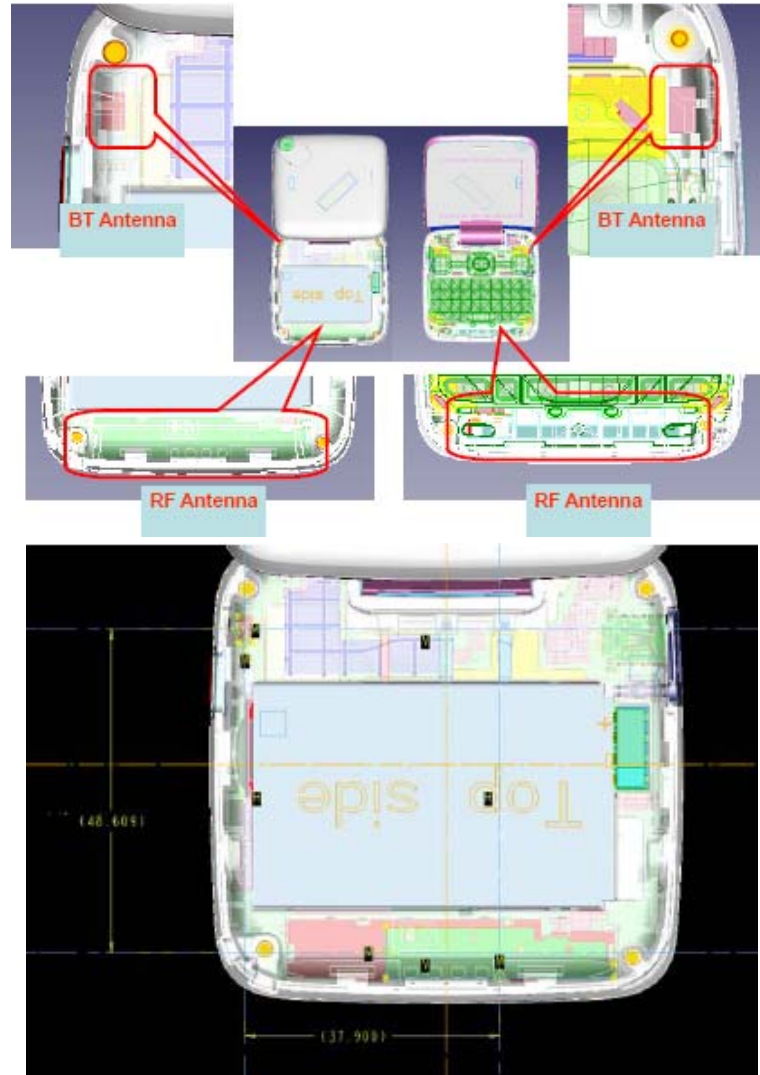 BT Antenna
BT Antenna
Top side
RF Antenna
RF Antenna
(48.609)
Top side
(37.900)